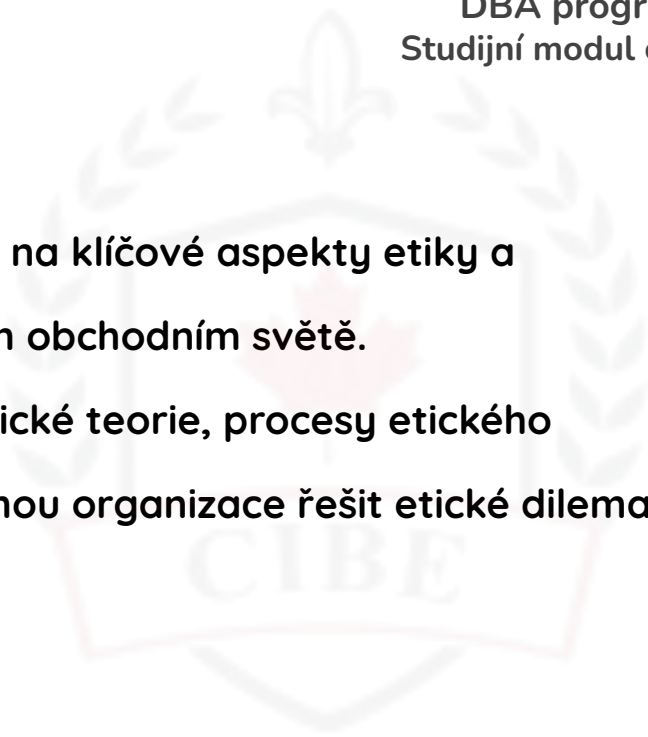 DBA progr
Studijní modul
na klíčové aspekty etiky a
obchodním světě.
ické teorie, procesy etického
nou organizace řešit etické dilema
CIBE